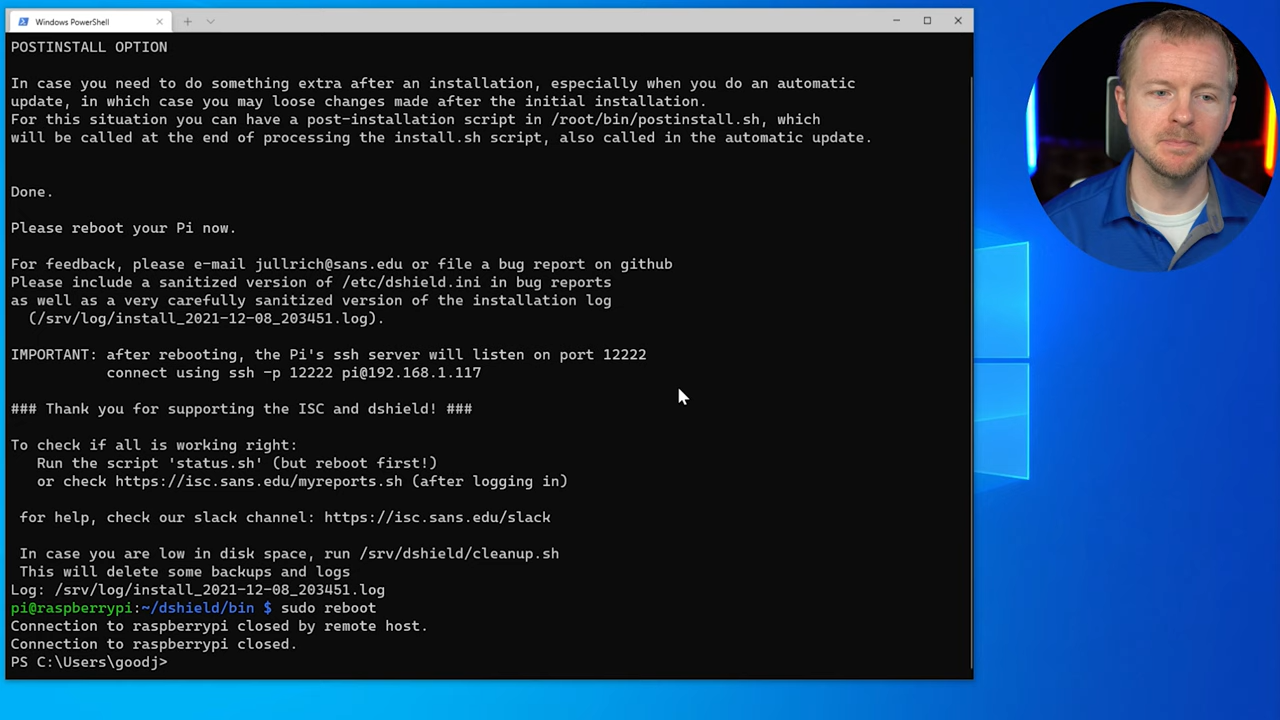 Windows PowerShell
POSTINSTALL OPTION
In case you need to do something extra after an installation, especially when you do an automatic
update, in which case you may loose changes made after the initial installation.
For this situation you can have a post-installation script in /root/bin/postinstall.sh, which
will be called at the end of processing the install.sh script, also called in the automatic update.
Done.
Please reboot your Pi now.
For feedback, please e-mail jullrich@sans.edu or file a bug report on github
Please include a sanitized version of /etc/dshield.ini in bug reports
as well as a very carefully sanitized version of the installation log
(/srv/log/install_2021-12-08_203451.log).
IMPORTANT: after rebooting, the Pi's ssh server will listen on port 12222
connect using ssh -p 12222 pi@192.168.1.117
### Thank you for supporting the ISC and dshield! ###
To check if all is working right:
Run the script 'status.sh' (but reboot first!)
or check https://isc.sans.edu/myreports.sh (after logging in)
for help, check our slack channel: https://isc.sans.edu/slack
In case you are low in disk space, run /srv/dshield/cleanup.sh
This will delete some backups and logs
Log: /srv/log/install_2021-12-08_203451.log
pi@raspberrypi:~/dshield/bin $ sudo reboot
Connection to raspberrypi closed by remote host.
Connection to raspberrypi closed.
PS C:\Users\goodj>